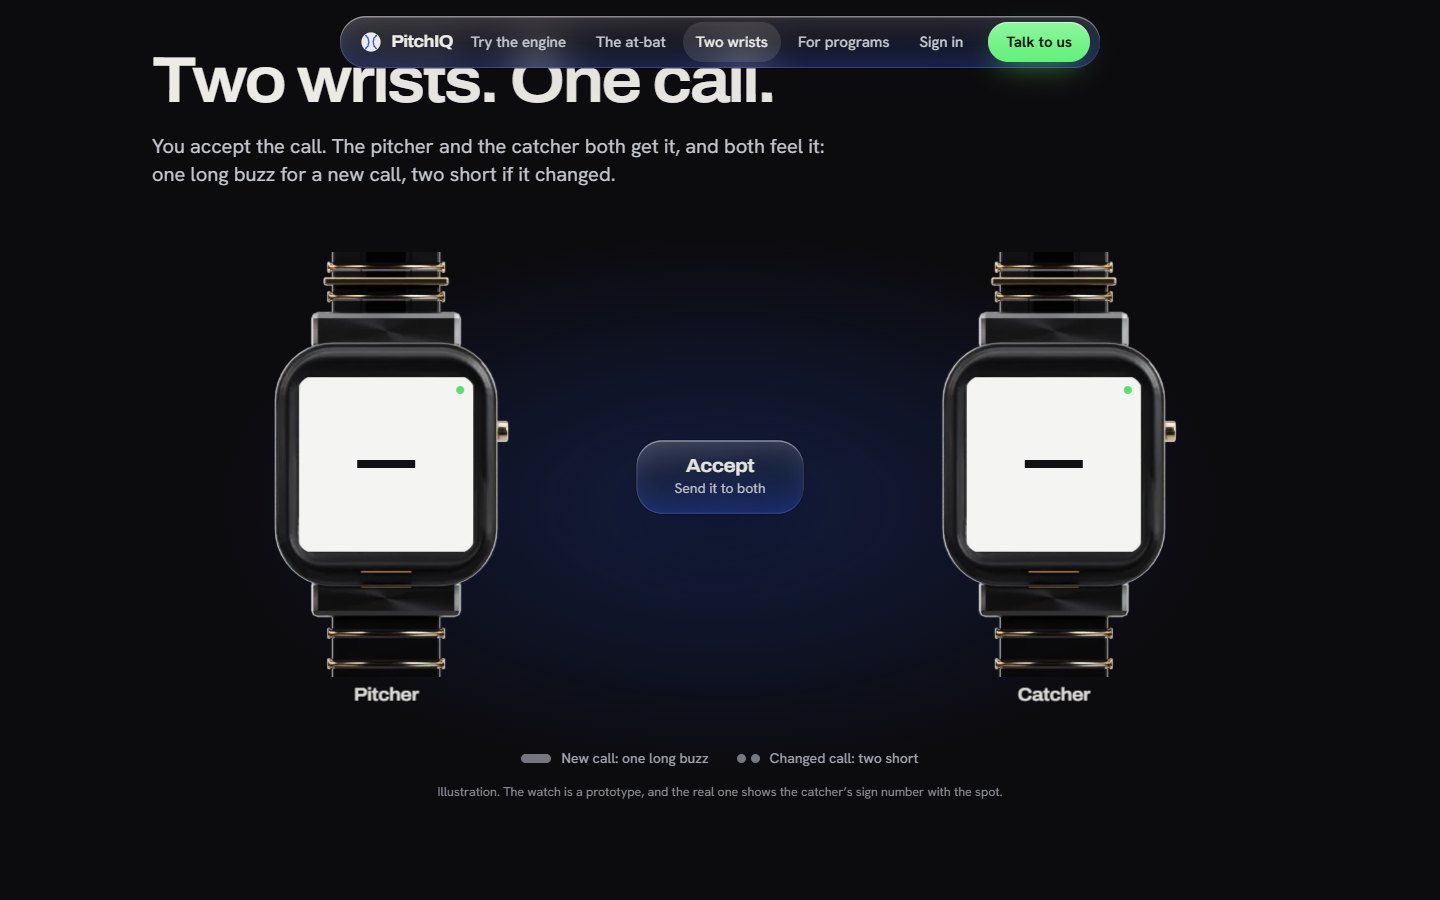 PitchIQ
Try the engine
The at-bat
Two wrists
For programs
Sign in
Talk to us
Two wrists. One call.
You accept the call. The pitcher and the catcher both get it, and both feel it:
one long buzz for a new call, two short if it changed.
Accept
Send it to both
Pitcher
Catcher
New call: one long buzz
Changed call: two short
Illustration. The watch is a prototype, and the real one shows the catcher’s sign number with the spot.